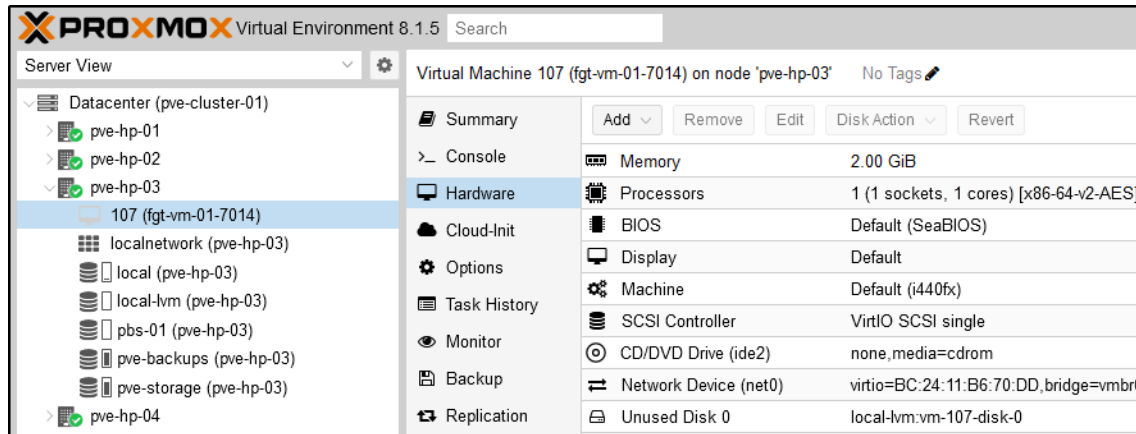 PROXMOX Virtual Environment 8.1.5 Search
Server View
Datacenter (pve-cluster-01)
pve-hp-01
pve-hp-02
pve-hp-03
107 (fgt-vm-01-7014)
localnetwork (pve-hp-03)
local (pve-hp-03)
local-lvm (pve-hp-03)
pbs-01 (pve-hp-03)
pve-backups (pve-hp-03)
pve-storage (pve-hp-03)
pve-hp-04
Virtual Machine 107 (fgt-vm-01-7014) on node 'pve-hp-03' No Tags
Summary
Console
Hardware
Cloud-Init
Options
Task History
Monitor
Backup
Replication
Add Remove Edit Disk Action Revert
Memory 2.00 GiB
Processors 1 (1 sockets, 1 cores) [x86-64-v2-AES]
BIOS Default (SeaBIOS)
Display Default
Machine Default (i440fx)
SCSI Controller VirtIO SCSI single
CD/DVD Drive (ide2) none,media=cdrom
Network Device (net0) virtio=BC:24:11:B6:70:DD,bridge=vmbr
Unused Disk 0 local-lvm:vm-107-disk-0